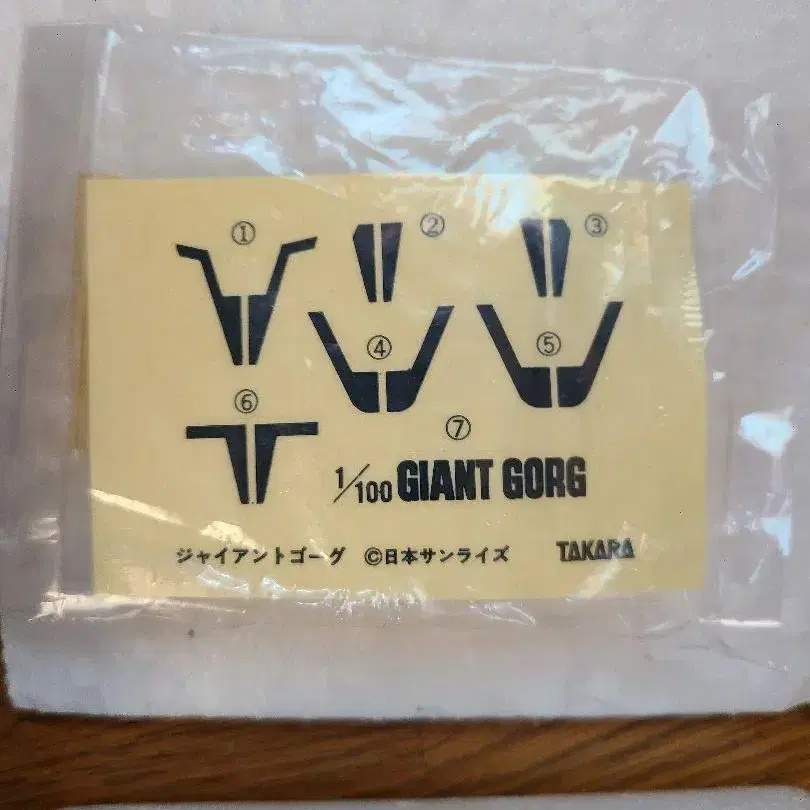 ① ② ③
④ ⑤
⑥ ⑦
1/100 GIANT GORG
ジャイアントゴーグ ©日本サンライズ TAKARA